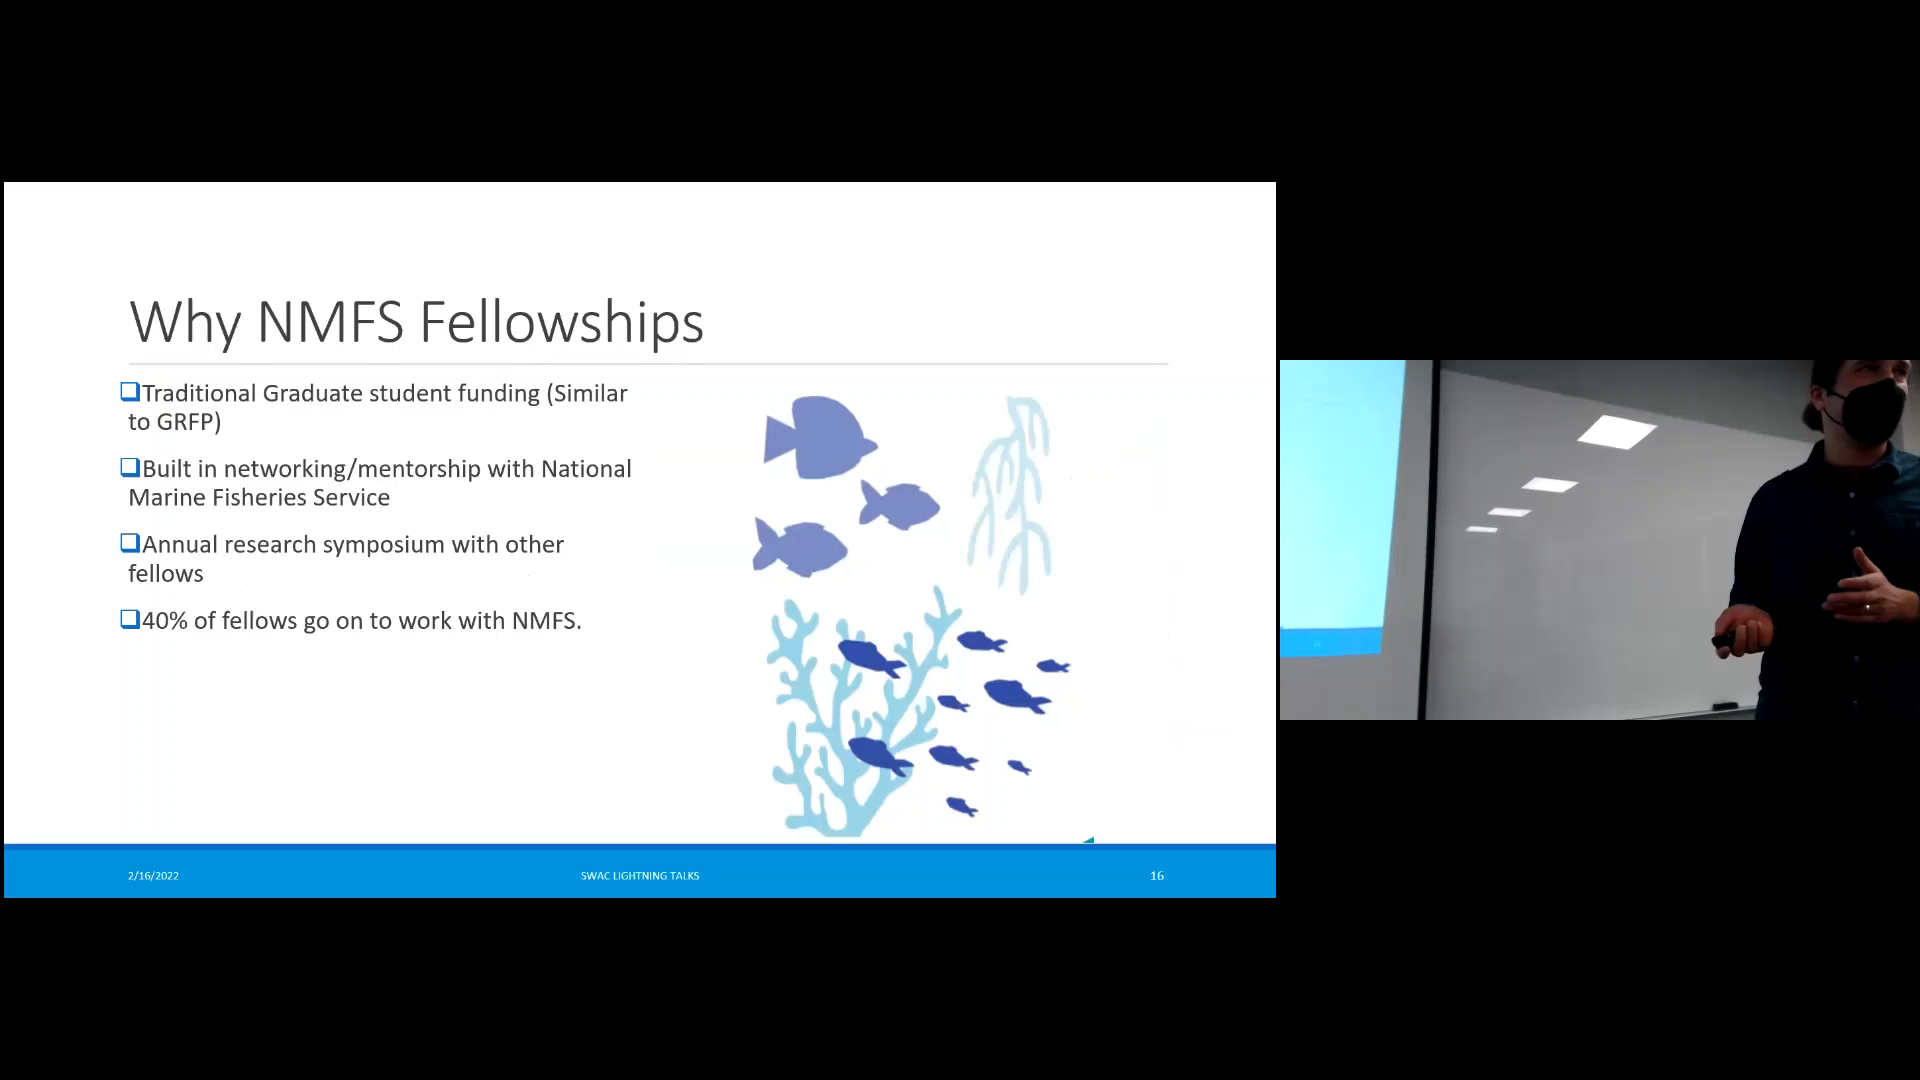 Why NMFS Fellowships
❑Traditional Graduate student funding (Similar
to GRFP)
❑Built in networking/mentorship with National
Marine Fisheries Service
❑Annual research symposium with other
fellows
❑40% of fellows go on to work with NMFS.
2/16/2022
SWAC LIGHTNING TALKS
16